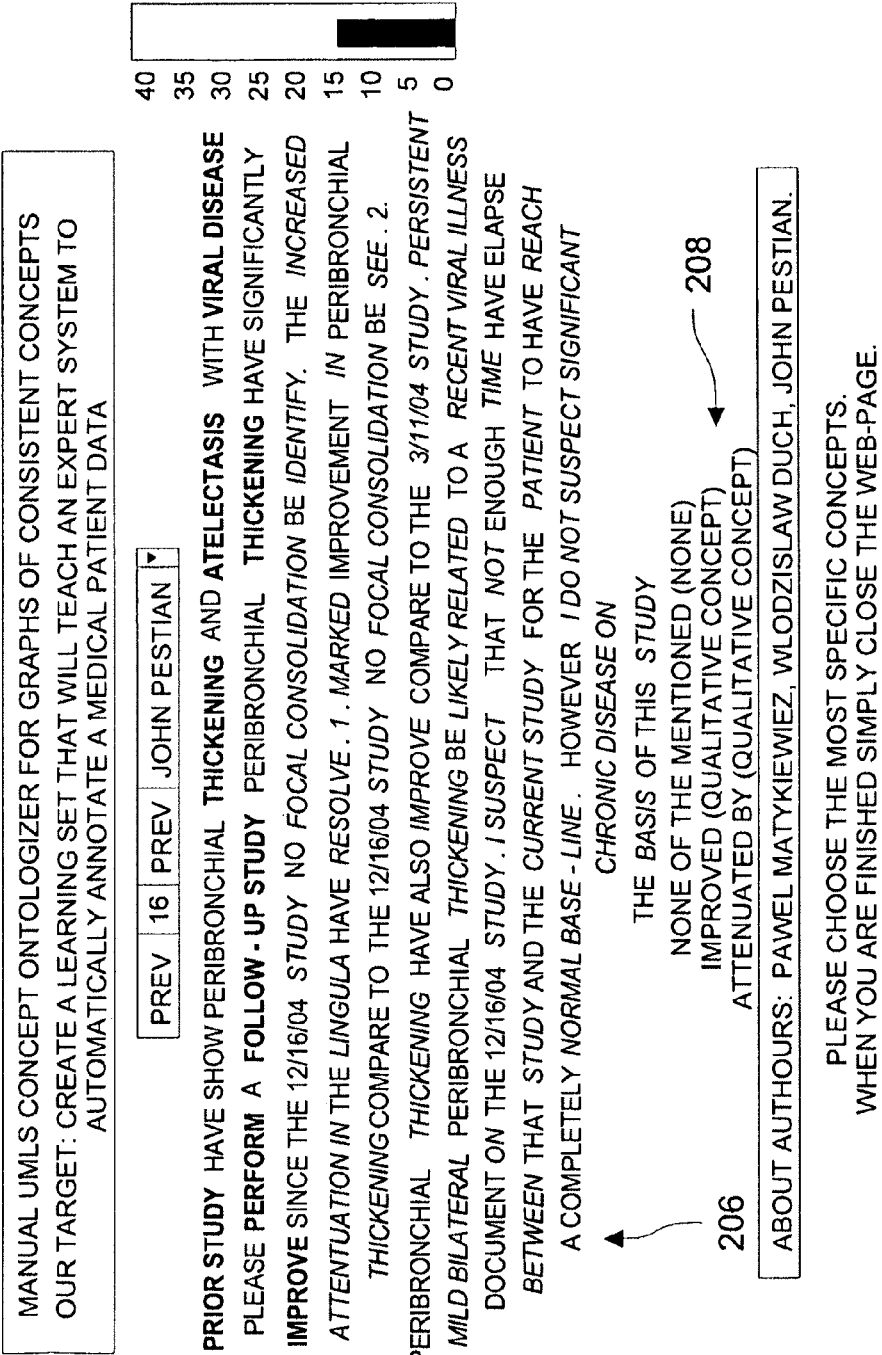 MANUAL UMLS CONCEPT ONTOLOGIZER FOR GRAPHS OF CONSISTENT CONCEPTS
OUR TARGET: CREATE A LEARNING SET THAT WILL TEACH AN EXPERT SYSTEM TO
AUTOMATICALLY ANNOTATE A MEDICAL PATIENT DATA
PREV 16 PREV JOHN PESTIAN
PRIOR STUDY HAVE SHOW PERIBRONCHIAL THICKENING AND ATELECTASIS WITH VIRAL DISEASE
PLEASE PERFORM A FOLLOW - UP STUDY PERIBRONCHIAL THICKENING HAVE SIGNIFICANTLY
IMPROVE SINCE THE 12/16/04 STUDY NO FOCAL CONSOLIDATION BE IDENTIFY. THE INCREASED
ATTENTUATION IN THE LINGULA HAVE RESOLVE . 1 . MARKED IMPROVEMENT IN PERIBRONCHIAL
THICKENING COMPARE TO THE 12/16/04 STUDY NO FOCAL CONSOLIDATION BE SEE . 2.
PERIBRONCHIAL THICKENING HAVE ALSO IMPROVE COMPARE TO THE 3/11/04 STUDY . PERSISTENT
MILD BILATERAL PERIBRONCHIAL THICKENING BE LIKELY RELATED TO A RECENT VIRAL ILLNESS
DOCUMENT ON THE 12/16/04 STUDY . I SUSPECT THAT NOT ENOUGH TIME HAVE ELAPSE
BETWEEN THAT STUDY AND THE CURRENT STUDY FOR THE PATIENT TO HAVE REACH
A COMPLETELY NORMAL BASE - LINE . HOWEVER I DO NOT SUSPECT SIGNIFICANT
CHRONIC DISEASE ON
THE BASIS OF THIS STUDY
40
35
30
25
20
15
10
5
0
NONE OF THE MENTIONED (NONE)
IMPROVED (QUALITATIVE CONCEPT)
ATTENUATED BY (QUALITATIVE CONCEPT)
206
208
ABOUT AUTHOURS: PAWEL MATYKIEWIEZ, WLODZISLAW DUCH, JOHN PESTIAN.
PLEASE CHOOSE THE MOST SPECIFIC CONCEPTS.
WHEN YOU ARE FINISHED SIMPLY CLOSE THE WEB-PAGE.